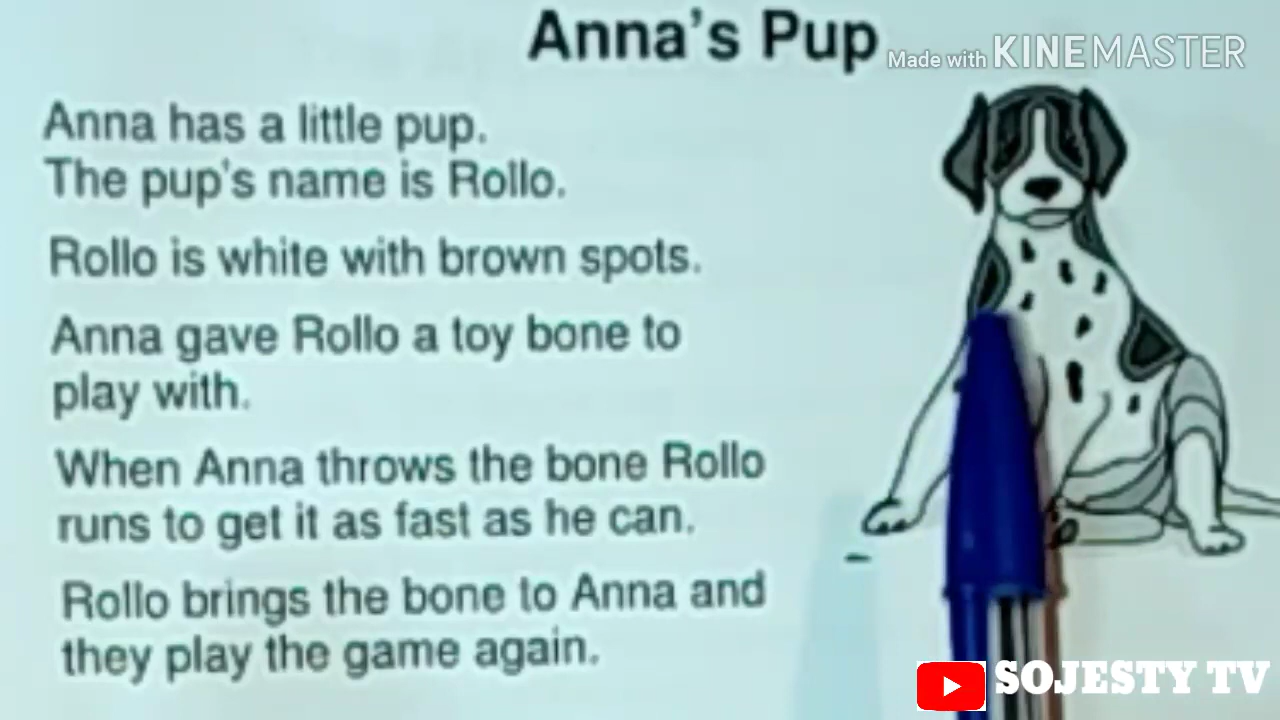 Anna's Pup
Made with KINEMASTER
Anna has a little pup.
The pup's name is Rollo.
Rollo is white with brown spots.
Anna gave Rollo a toy bone to
play with.
When Anna throws the bone Rollo
runs to get it as fast as he can.
Rollo brings the bone to Anna and
they play the game again.
SOJESTY TV